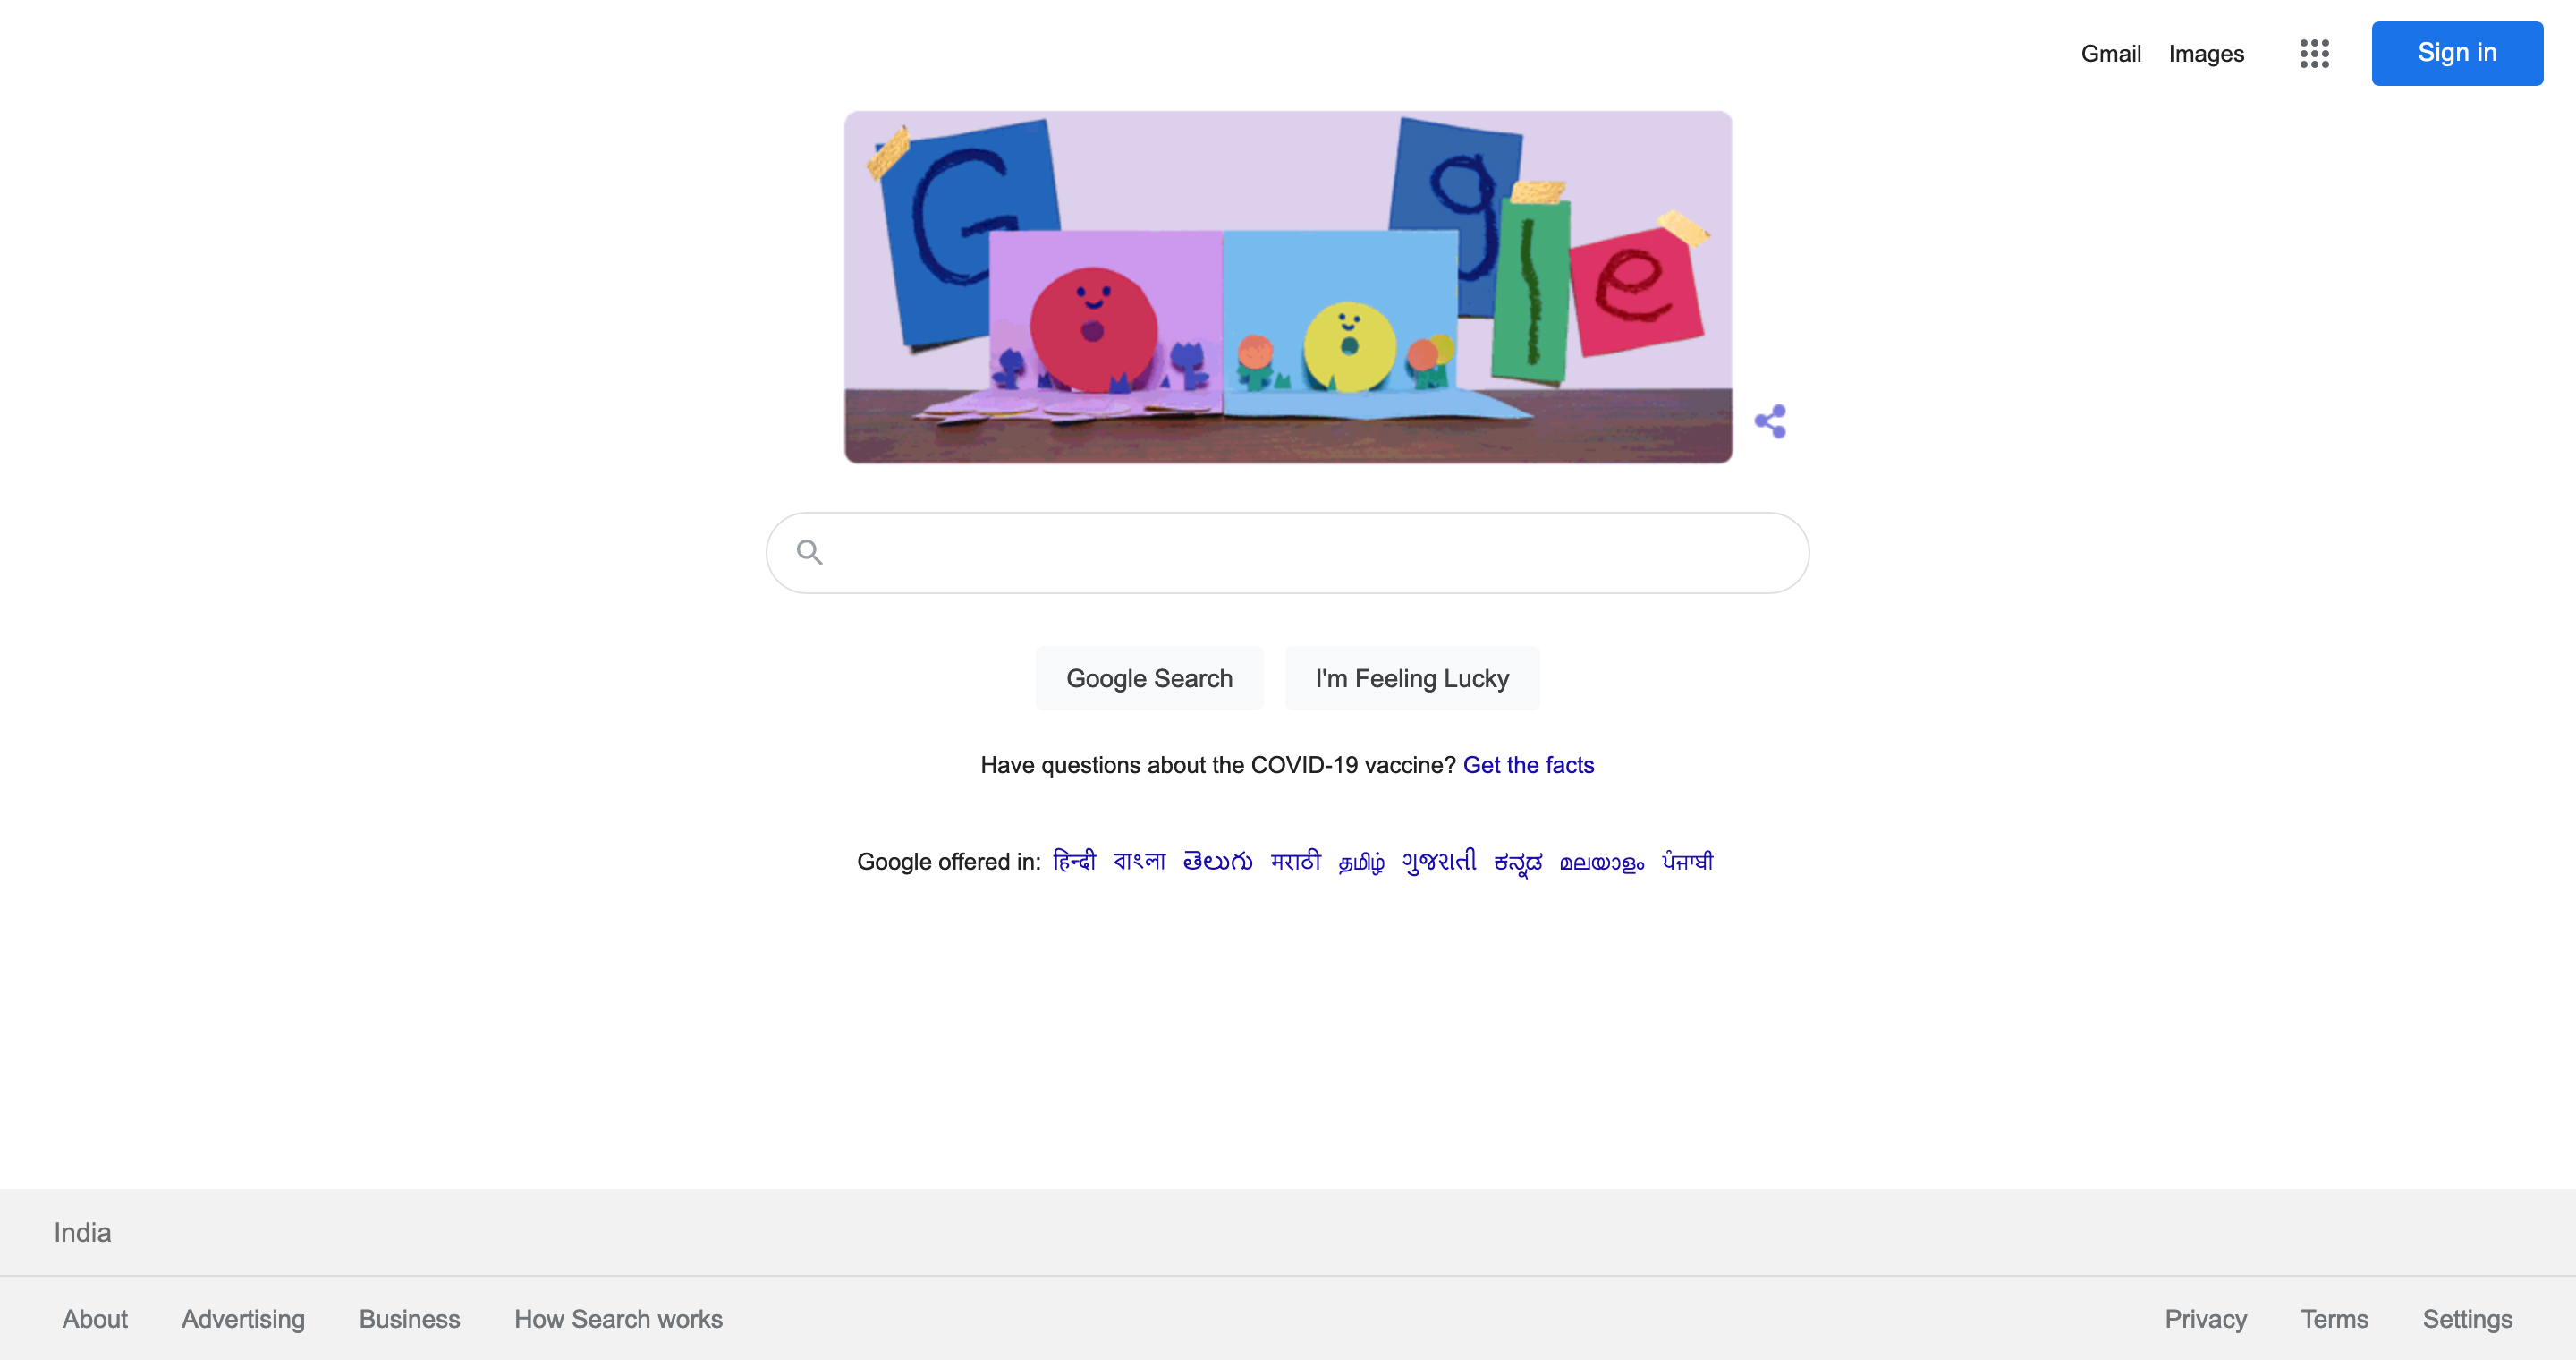 Gmail Images Sign in
Google
Google Search I'm Feeling Lucky
Have questions about the COVID-19 vaccine? Get the facts
Google offered in: हिन्दी বাংলা తెలుగు मराठी தமிழ் ગુજરાતી ಕನ್ನಡ മലയാളം ਪੰਜਾਬੀ
India
About Advertising Business How Search works Privacy Terms Settings